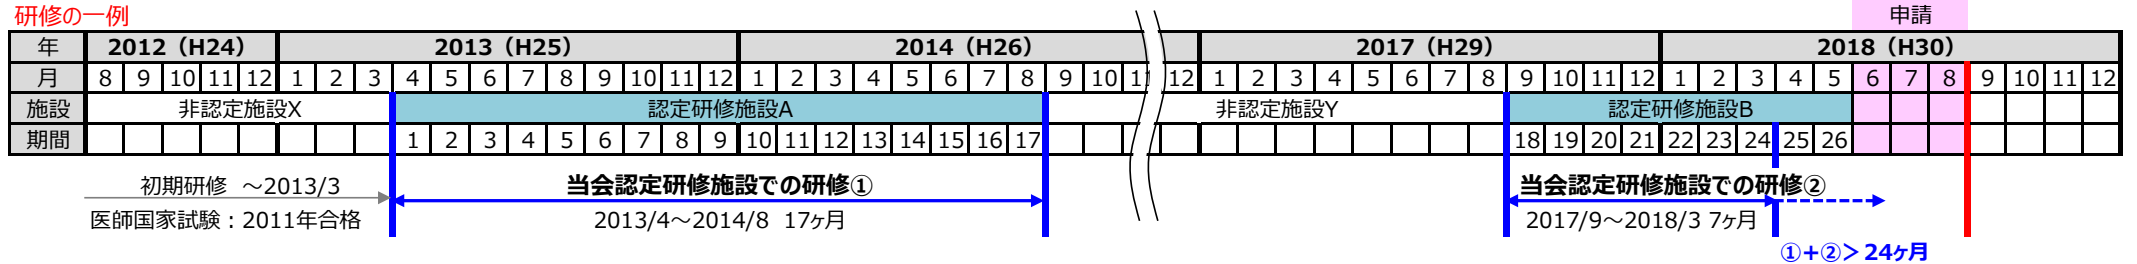 研修の一例
申請
年 2012（H24） 2013（H25） 2014（H26） 2017（H29） 2018（H30）
月 8 9 10 11 12 1 2 3 4 5 6 7 8 9 10 11 12 1 2 3 4 5 6 7 8 9 10 11 12 1 2 3 4 5 6 7 8 9 10 11 12 1 2 3 4 5 6 7 8 9 10 11 12
施設 非認定施設X 認定研修施設A 非認定施設Y 認定研修施設B
期間 1 2 3 4 5 6 7 8 9 10 11 12 13 14 15 16 17 18 19 20 21 22 23 24 25 26
初期研修 ～2013/3 当会認定研修施設での研修① 当会認定研修施設での研修②
医師国家試験：2011年合格 2013/4～2014/8 17ヶ月 2017/9～2018/3 7ヶ月
①+②＞24ヶ月